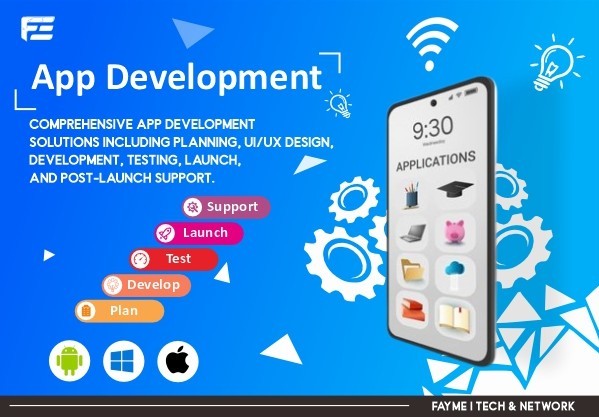 FE
App Development
COMPREHENSIVE APP DEVELOPMENT
SOLUTIONS INCLUDING PLANNING, UI/UX DESIGN,
DEVELOPMENT, TESTING, LAUNCH,
AND POST-LAUNCH SUPPORT.
Support
Launch
Test
Develop
Plan
9:30
Wednesday
APPLICATIONS
FAYME I TECH & NETWORK